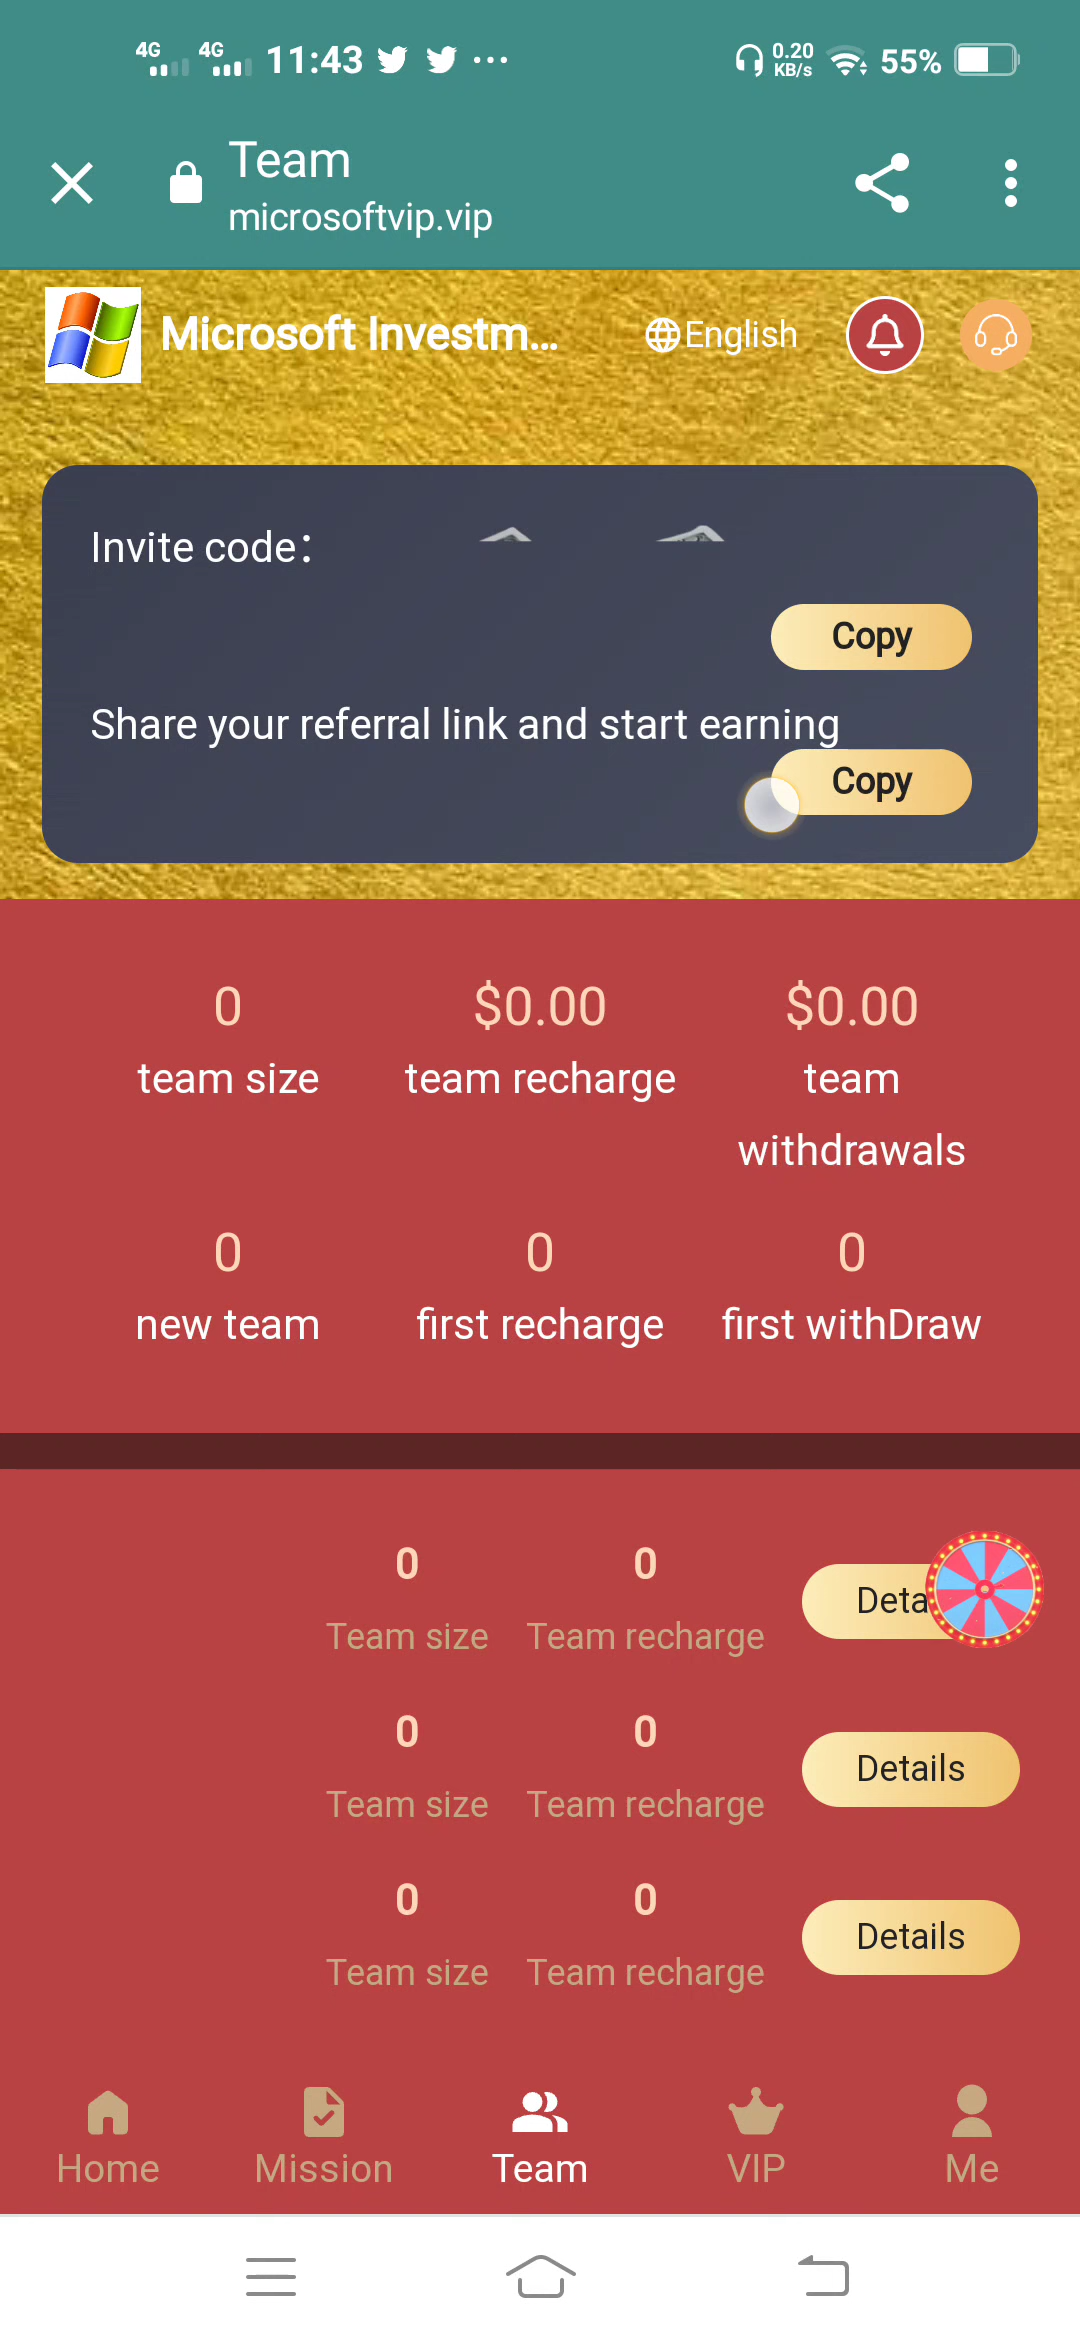 4G 4G 11:43 ... 0.20 KB/s 55%
Team
microsoftvip.vip
Microsoft Investm... English
Invite code:
Copy
Share your referral link and start earning
Copy
0 $0.00 $0.00
team size team recharge team
withdrawals
0 0 0
new team first recharge first withDraw
0 0
Team size Team recharge Deta
0 0
Team size Team recharge Details
0 0
Team size Team recharge Details
Home Mission Team VIP Me